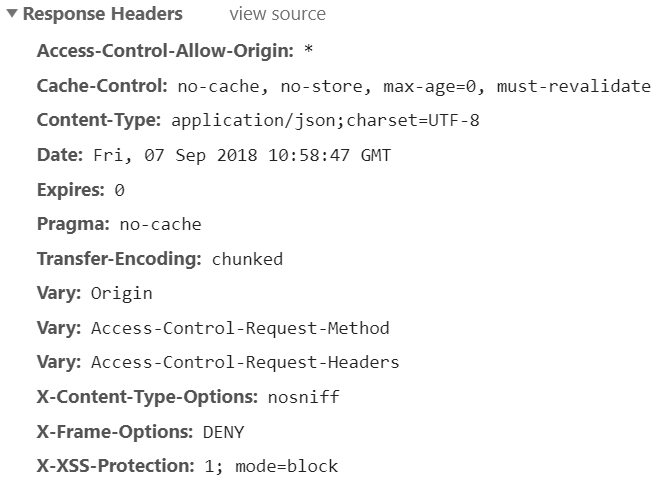 Response Headers view source
Access-Control-Allow-Origin: *
Cache-Control: no-cache, no-store, max-age=0, must-revalidate
Content-Type: application/json;charset=UTF-8
Date: Fri, 07 Sep 2018 10:58:47 GMT
Expires: 0
Pragma: no-cache
Transfer-Encoding: chunked
Vary: Origin
Vary: Access-Control-Request-Method
Vary: Access-Control-Request-Headers
X-Content-Type-Options: nosniff
X-Frame-Options: DENY
X-XSS-Protection: 1; mode=block